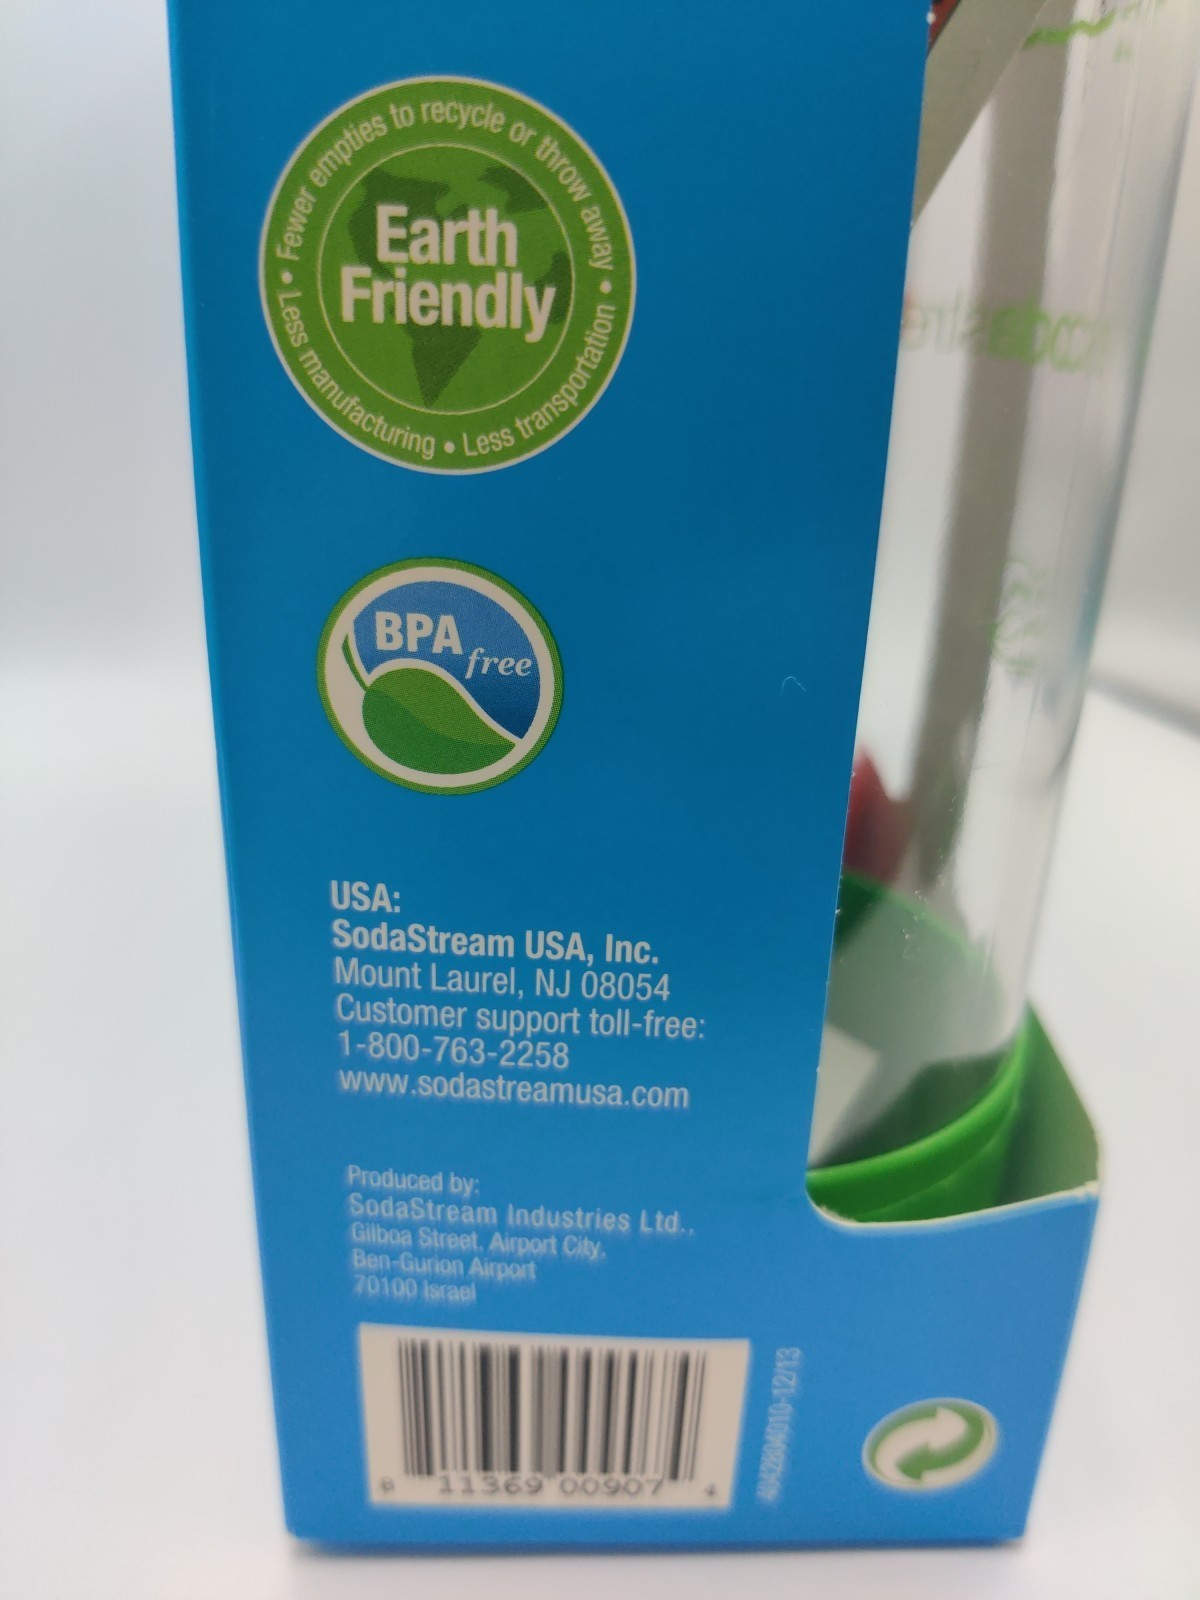 Fewer empties to recycle or throw away • Less transportation • Less manufacturing •
Earth
Friendly
BPA
free
USA:
SodaStream USA, Inc.
Mount Laurel, NJ 08054
Customer support toll-free:
1-800-763-2258
www.sodastreamusa.com
Produced by:
SodaStream Industries Ltd.,
Gilboa Street, Airport City,
Ben-Gurion Airport
70100 Israel
8 11369 00907 4